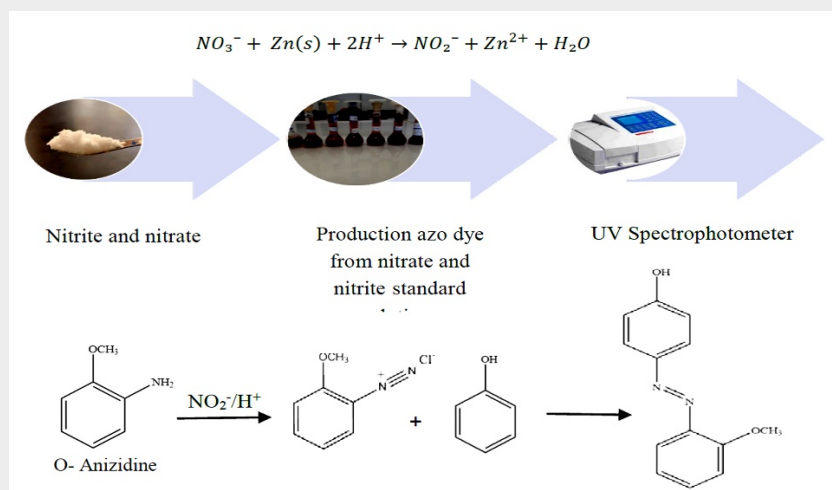 NO₃⁻ + Zn(s) + 2H⁺ → NO₂⁻ + Zn²⁺ + H₂O
Nitrite and nitrate
Production azo dye
from nitrate and
nitrite standard
UV Spectrophotometer
OCH₃
NH₂
O- Anizidine
NO₂⁻/H⁺
OCH₃
N⁺
N
Cl⁻
+
OH
OH
N
N
OCH₃